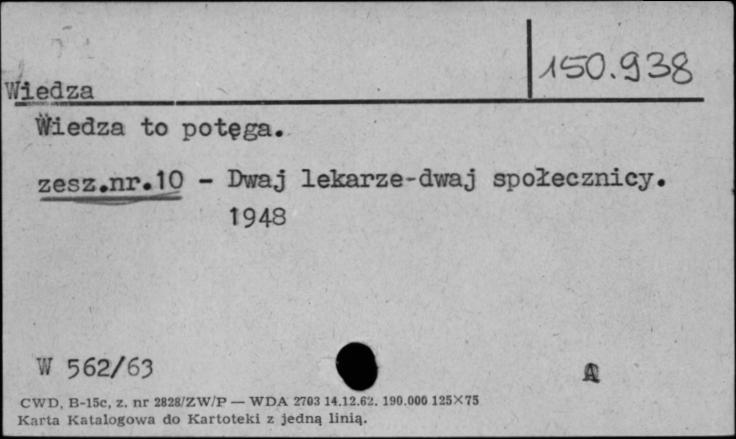 150.938
Wiedza
Wiedza to potęga.
zesz.nr.10 - Dwaj lekarze-dwaj społecznicy.
1948
W 562/63
A
CWD, B-15c, z. nr 2828/ZW/P — WDA 2703 14.12.62. 190.000 125×75
Karta Katalogowa do Kartoteki z jedną linią.